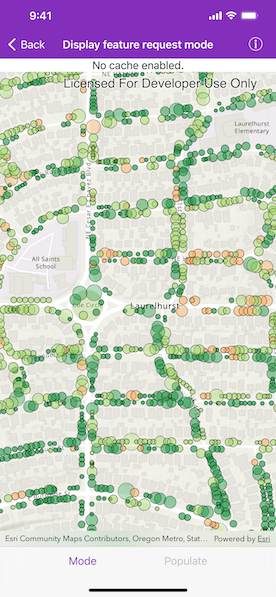 9:41
Back
Display feature request mode
No cache enabled.
Licensed For Developer Use Only
Laurelhurst
Elementary
All Saints
School
Laurelhurst
Esri Community Maps Contributors, Oregon Metro, Stat... Powered by Esri
Mode
Populate